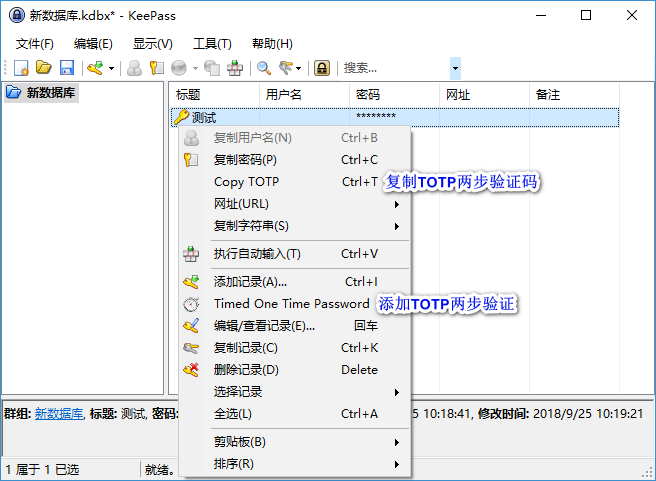 新数据库.kdbx* - KeePass
文件(F) 编辑(E) 显示(V) 工具(T) 帮助(H)
搜索...
新数据库
标题 用户名 密码 网址 备注
测试 ********
复制用户名(N) Ctrl+B
复制密码(P) Ctrl+C
Copy TOTP Ctrl+T 复制TOTP两步验证码
网址(URL)
复制字符串(S)
执行自动输入(T) Ctrl+V
添加记录(A)... Ctrl+I
Timed One Time Password 添加TOTP两步验证
编辑/查看记录(E)... 回车
复制记录(C) Ctrl+K
删除记录(D) Delete
选择记录
全选(L) Ctrl+A
剪贴板(B)
排序(R)
群组: 新数据库, 标题: 测试, 密码: 5 10:18:41, 修改时间: 2018/9/25 10:19:21
1 属于 1 已选 就绪。